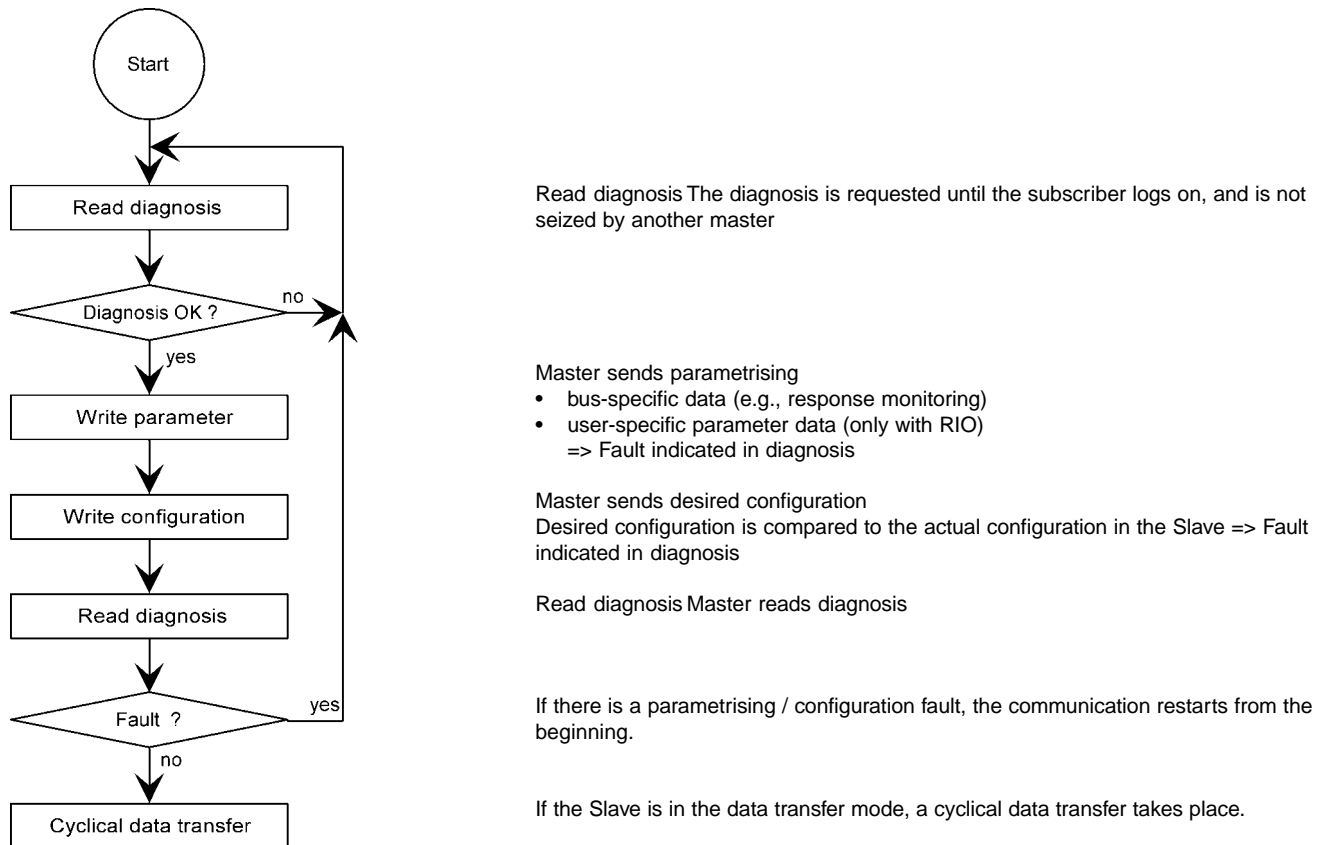 Start
Read diagnosis
Read diagnosis The diagnosis is requested until the subscriber logs on, and is not
seized by another master
Diagnosis OK ?
no
yes
Write parameter
Master sends parametrising
• bus-specific data (e.g., response monitoring)
• user-specific parameter data (only with RIO)
=> Fault indicated in diagnosis
Write configuration
Master sends desired configuration
Desired configuration is compared to the actual configuration in the Slave => Fault
indicated in diagnosis
Read diagnosis
Read diagnosis Master reads diagnosis
Fault ?
yes
no
If there is a parametrising / configuration fault, the communication restarts from the
beginning.
Cyclical data transfer
If the Slave is in the data transfer mode, a cyclical data transfer takes place.